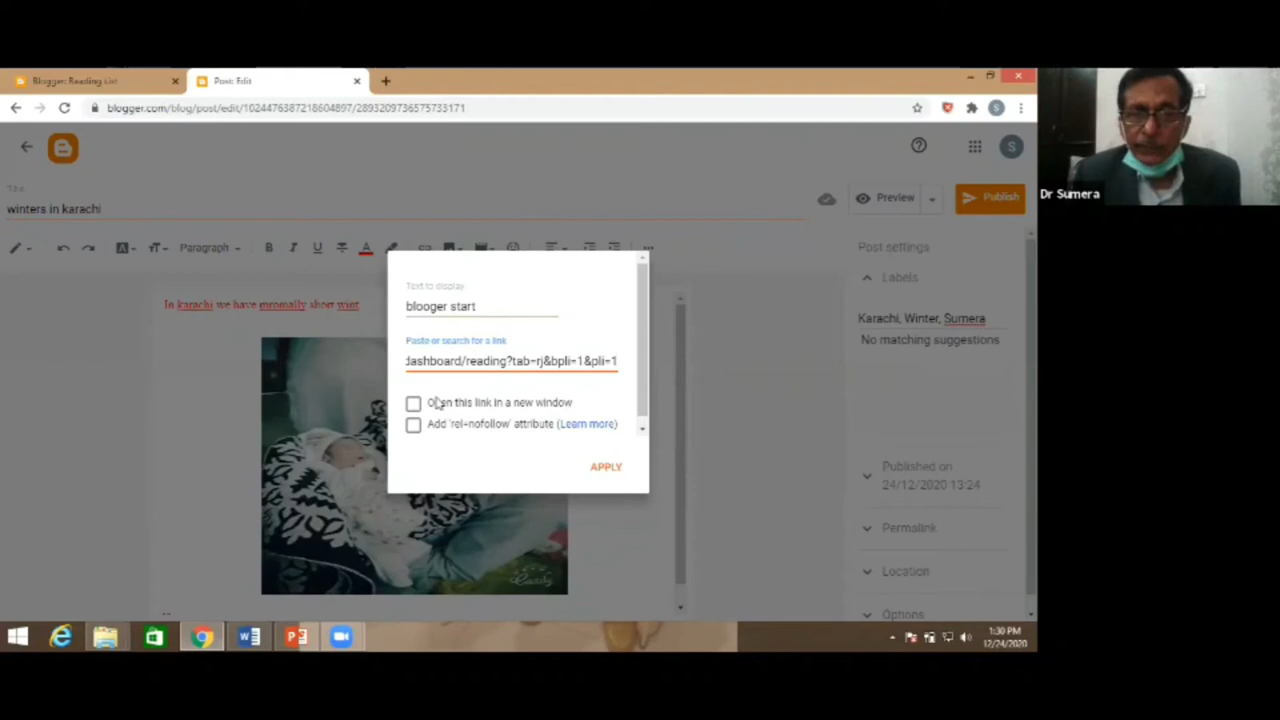 Blogger: Reading List
Post: Edit
blogger.com/blog/post/edit/1024476387218604897/2893209736575733171
S
S
Title
winters in karachi
Preview
Publish
Paragraph
B I U A
Post settings
Labels
Karachi, Winter, Sumera
No matching suggestions
In karachi we have mromally short wint
Text to display
blooger start
Paste or search for a link
dashboard/reading?tab=rj&bpli=1&pli=1
Open this link in a new window
Add 'rel=nofollow' attribute (Learn more)
APPLY
Published on
24/12/2020 13:24
Permalink
Location
Options
Dr Sumera
1:30 PM
12/24/2020